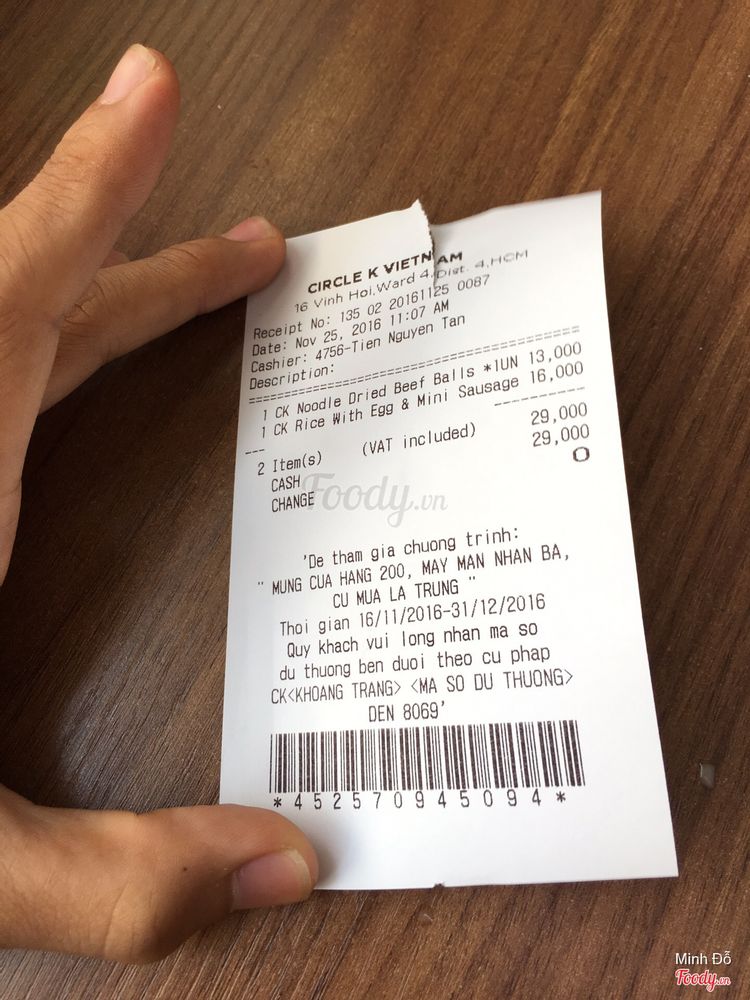 CIRCLE K VIETNAM
16 Vinh Hoi,Ward 4,Dist. 4,HCM
Receipt No: 135 02 20161125 0087
Date: Nov 25, 2016 11:07 AM
Cashier: 4756-Tien Nguyen Tan
Description:
1 CK Noodle Dried Beef Balls *1UN 13,000
1 CK Rice With Egg & Mini Sausage 16,000
2 Item(s) (VAT included) 29,000
CASH 29,000
CHANGE 0
Foody.vn
'De tham gia chuong trinh:
" MUNG CUA HANG 200, MAY MAN NHAN BA,
CU MUA LA TRUNG "
Thoi gian 16/11/2016-31/12/2016
Quy khach vui long nhan ma so
du thuong ben duoi theo cu phap
CK<KHOANG TRANG> <MA SO DU THUONG>
DEN 8069'
*452570945094*
Minh Đỗ
Foody.vn